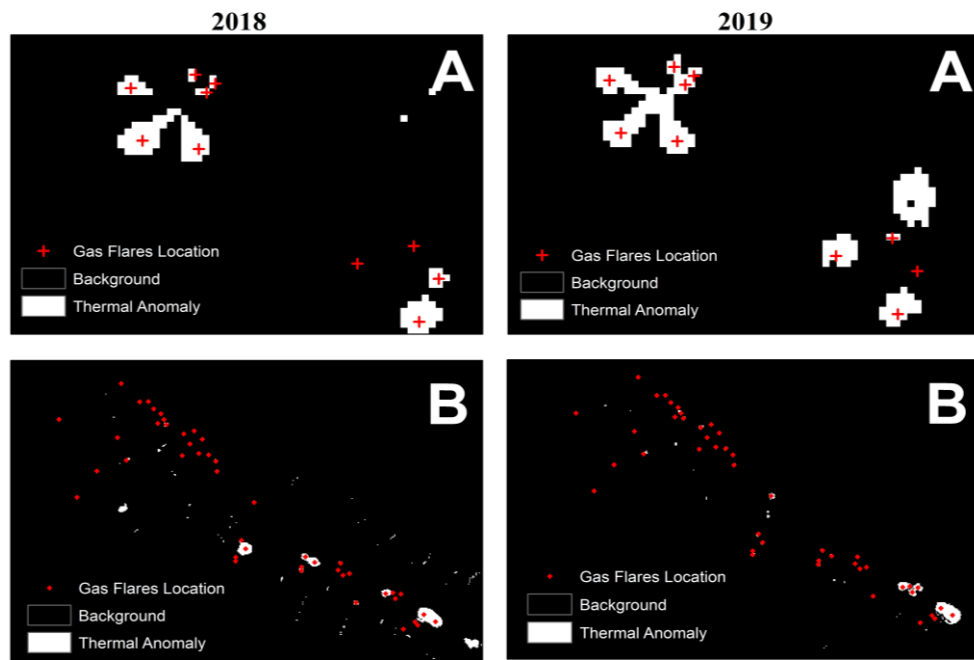 2018
2019
A
A
Gas Flares Location
Background
Thermal Anomaly
Gas Flares Location
Background
Thermal Anomaly
B
B
Gas Flares Location
Background
Thermal Anomaly
Gas Flares Location
Background
Thermal Anomaly